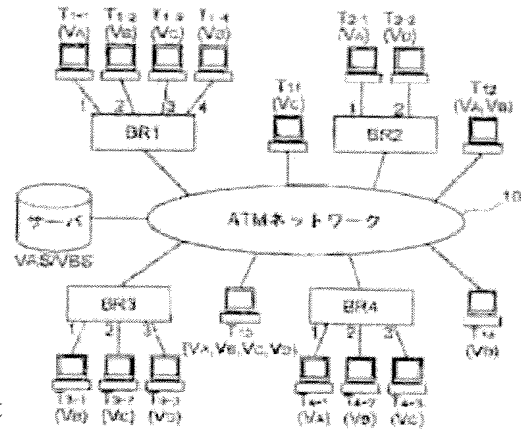 T1-1 T1-2 T1-3 T1-4
(VA) (VB) (VC) (VD)
T2-1 T2-2
(VA) (VD)
1 2 3 4
BR1
T11
(VC)
1 2
BR2
T12
(VA,VB)
10
サーバ
VAS/VBS
ATMネットワーク
BR3
1 2 3
T13
(VA,VB,VC,VD)
BR4
1 2 3
T14
(VD)
T3-1 T3-2 T3-3
(VB) (VC) (VD)
T4-1 T4-2 T4-3
(VA) (VB) (VC)